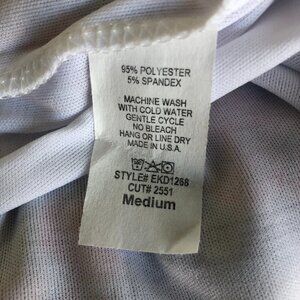 95% POLYESTER
5% SPANDEX
MACHINE WASH
WITH COLD WATER
GENTLE CYCLE
NO BLEACH
HANG OR LINE DRY
MADE IN U.S.A.
STYLE# EKD1266
CUT# 2551
Medium